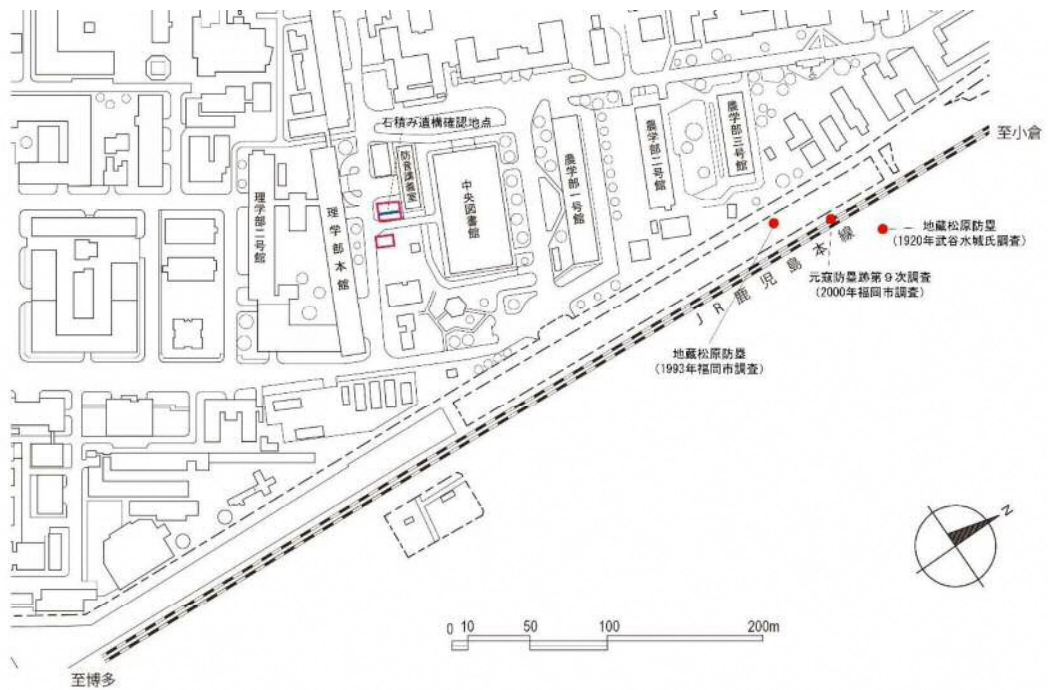 石積み遺構確認地点
防音講義室
中央図書館
理学部二号館
理学部本館
農学部一号館
農学部二号館
農学部三号館
至小倉
地蔵松原防塁
(1920年武谷水城氏調査)
元寇防塁跡第9次調査
(2000年福岡市調査)
JR鹿児島本線
地蔵松原防塁
(1993年福岡市調査)
N
0 10 50 100 200m
至博多